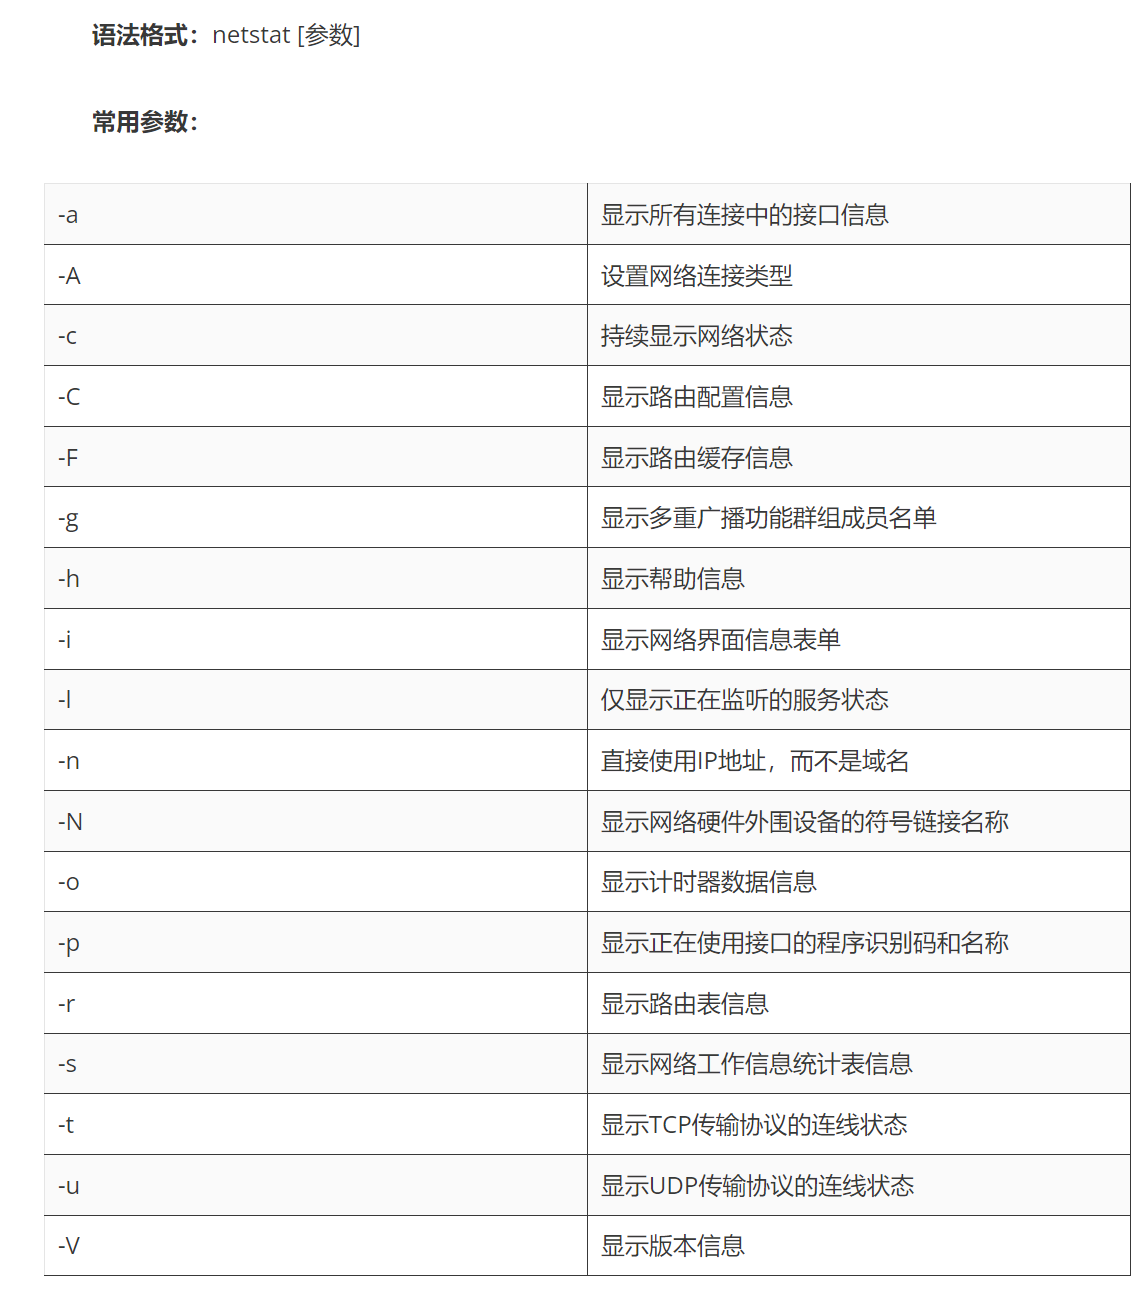 语法格式：netstat [参数]
常用参数：
-a 显示所有连接中的接口信息
-A 设置网络连接类型
-c 持续显示网络状态
-C 显示路由配置信息
-F 显示路由缓存信息
-g 显示多重广播功能群组成员名单
-h 显示帮助信息
-i 显示网络界面信息表单
-l 仅显示正在监听的服务状态
-n 直接使用IP地址，而不是域名
-N 显示网络硬件外围设备的符号链接名称
-o 显示计时器数据信息
-p 显示正在使用接口的程序识别码和名称
-r 显示路由表信息
-s 显示网络工作信息统计表信息
-t 显示TCP传输协议的连线状态
-u 显示UDP传输协议的连线状态
-V 显示版本信息